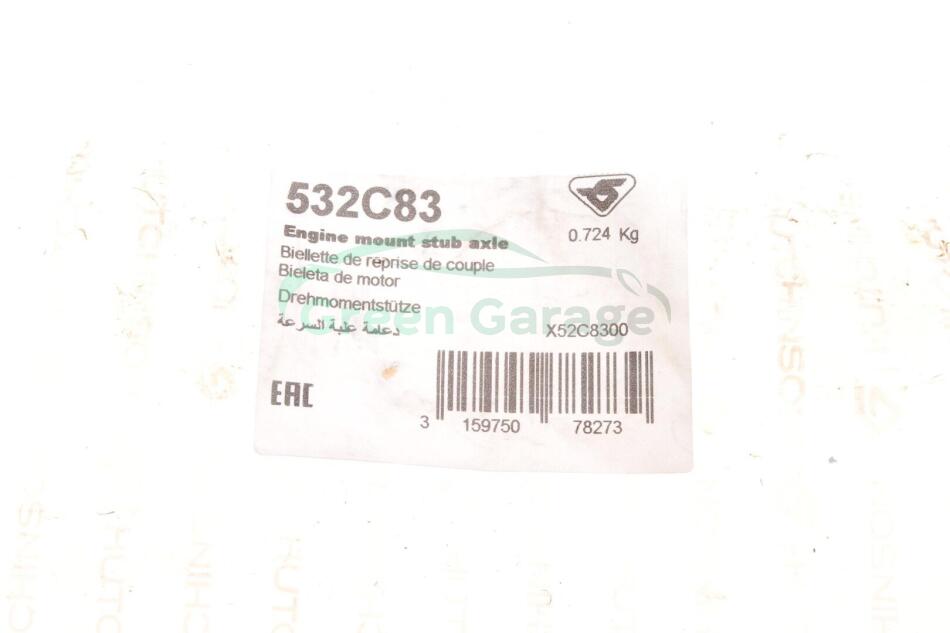 532C83
Engine mount stub axle
0.724 Kg
Biellette de reprise de couple
Bieleta de motor
Drehmomentstütze
دعامة علبة السرعة
X52C8300
Green Garage
EAC
3 159750 78273
CHINS